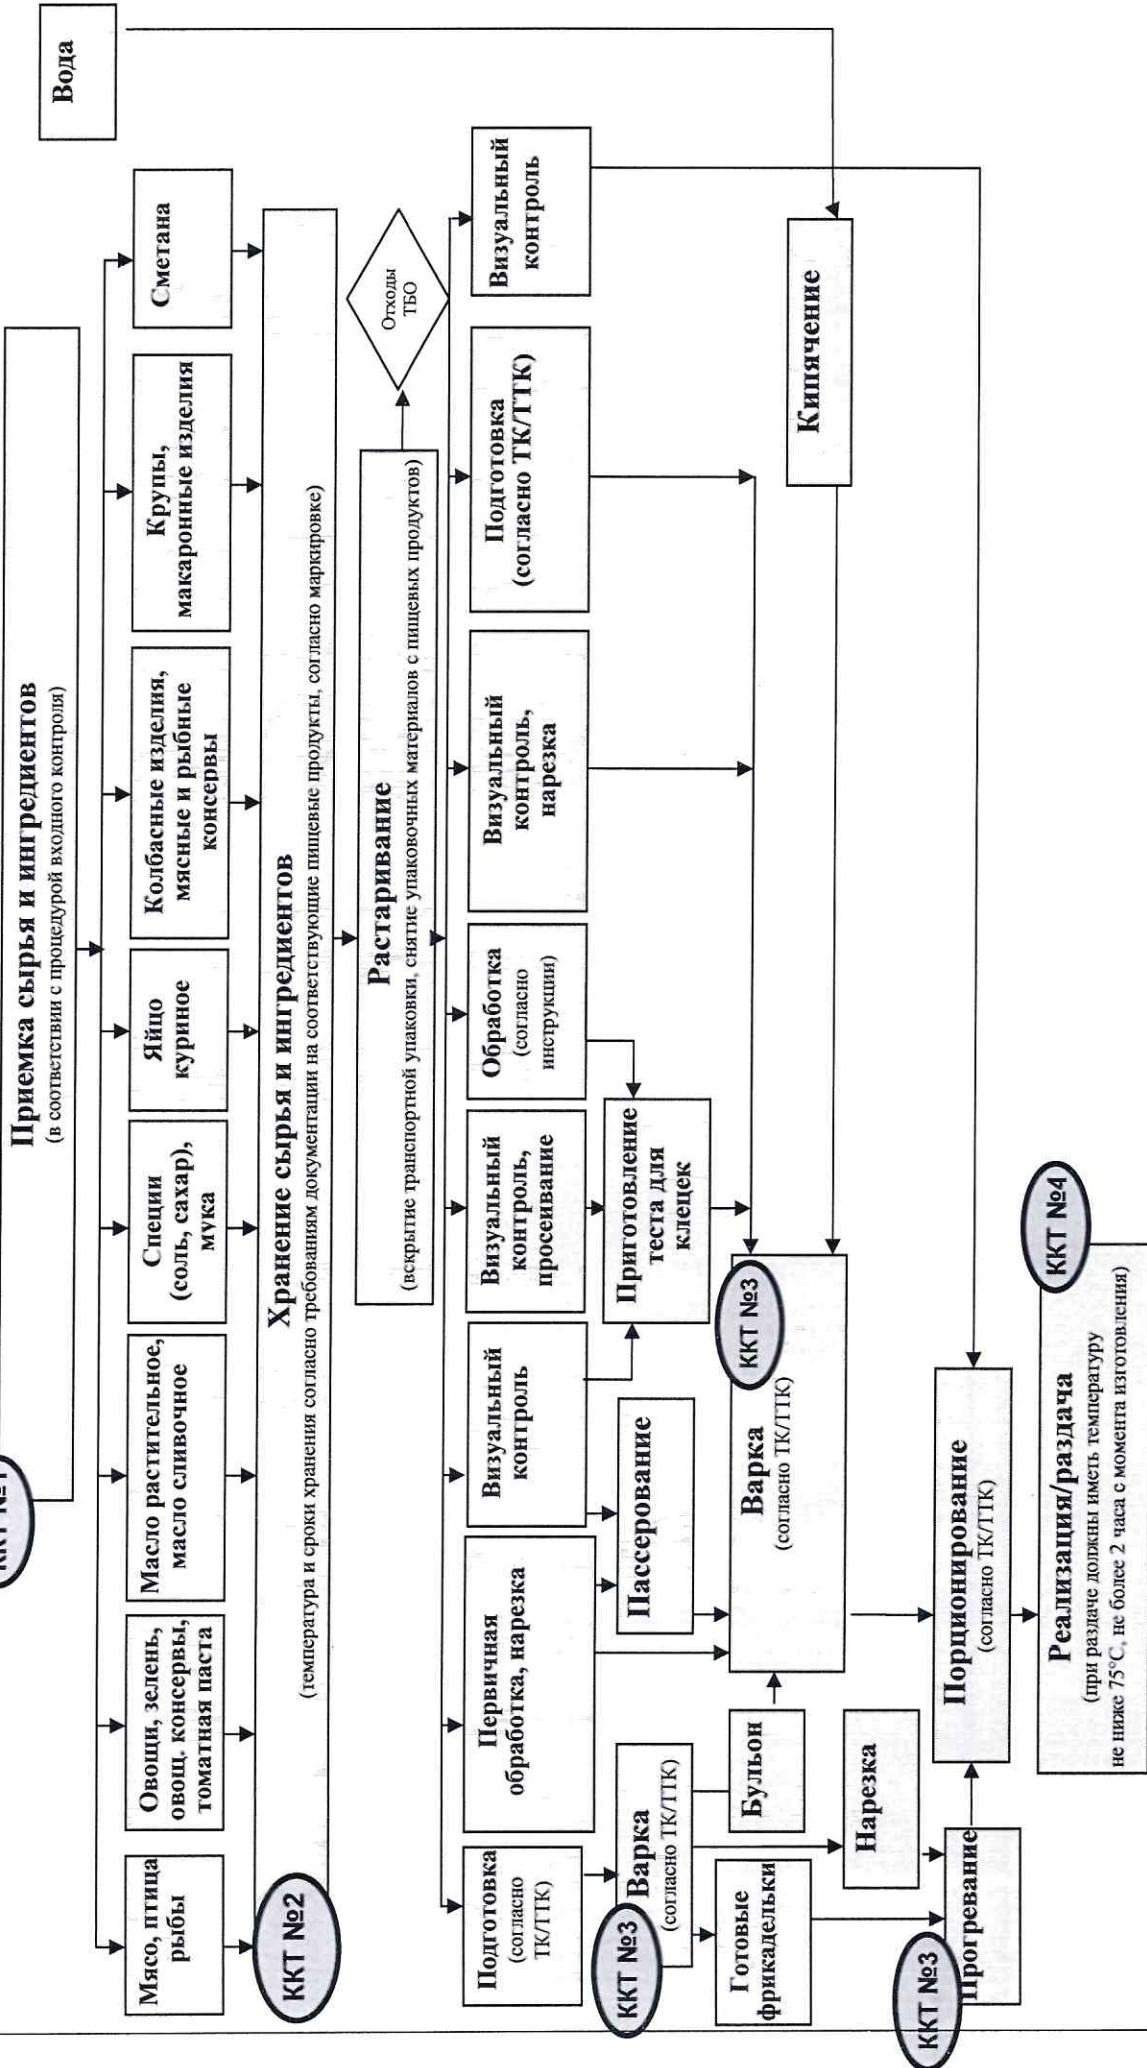 ККТ №1
Приемка сырья и ингредиентов
(в соответствии с процедурой входного контроля)
Вода
Мясо, птица
рыбы
Овощи, зелень,
овощ. консервы,
томатная паста
Масло растительное,
масло сливочное
Специи
(соль, сахар),
мука
Яйцо
куриное
Колбасные изделия,
мясные и рыбные
консервы
Крупы,
макаронные изделия
Сметана
ККТ №2
Хранение сырья и ингредиентов
(температура и сроки хранения согласно требованиям документации на соответствующие пищевые продукты, согласно маркировке)
Растаривание
(вскрытие транспортной упаковки, снятие упаковочных материалов с пищевых продуктов)
Отходы
ТБО
Подготовка
(согласно
ТК/ТТК)
Первичная
обработка, нарезка
Визуальный
контроль
Визуальный
контроль,
просеивание
Обработка
(согласно
инструкции)
Визуальный
контроль,
нарезка
Подготовка
(согласно ТК/ТТК)
Визуальный
контроль
ККТ №3
Варка
(согласно ТК/ТТК)
Пассерование
Приготовление
теста для
клецек
Готовые
фрикадельки
Бульон
Варка
(согласно ТК/ТТК)
ККТ №3
Кипячение
Нарезка
ККТ №3
Прогревание
Порционирование
(согласно ТК/ТТК)
Реализация/раздача
(при раздаче должны иметь температуру
не ниже 75°С, не более 2 часа с момента изготовления)
ККТ №4